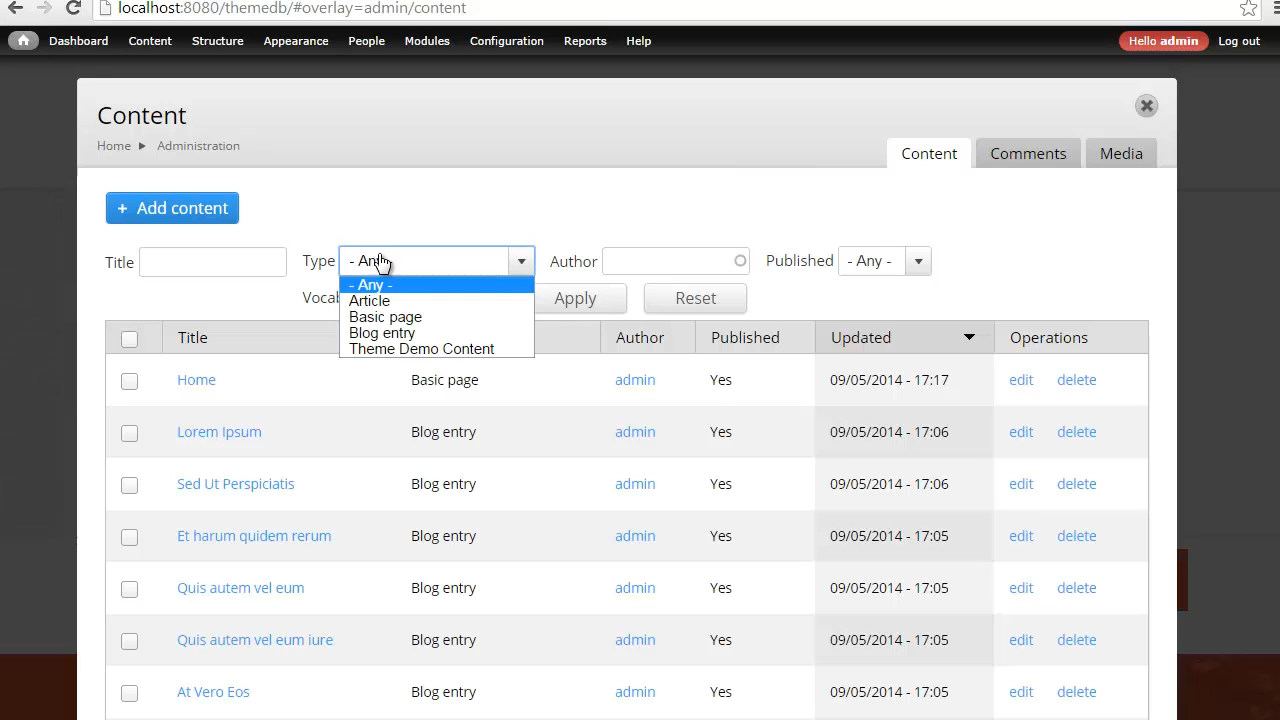 localhost:8080/themedb/#overlay=admin/content
Dashboard Content Structure Appearance People Modules Configuration Reports Help Hello admin Log out
Content
Home Administration
Content Comments Media
+ Add content
Title Type - Any - Author Published - Any -
- Any -
Article
Basic page
Blog entry
Theme Demo Content
Apply Reset
Title Author Published Updated Operations
Home Basic page admin Yes 09/05/2014 - 17:17 edit delete
Lorem Ipsum Blog entry admin Yes 09/05/2014 - 17:06 edit delete
Sed Ut Perspiciatis Blog entry admin Yes 09/05/2014 - 17:06 edit delete
Et harum quidem rerum Blog entry admin Yes 09/05/2014 - 17:05 edit delete
Quis autem vel eum Blog entry admin Yes 09/05/2014 - 17:05 edit delete
Quis autem vel eum iure Blog entry admin Yes 09/05/2014 - 17:05 edit delete
At Vero Eos Blog entry admin Yes 09/05/2014 - 17:05 edit delete